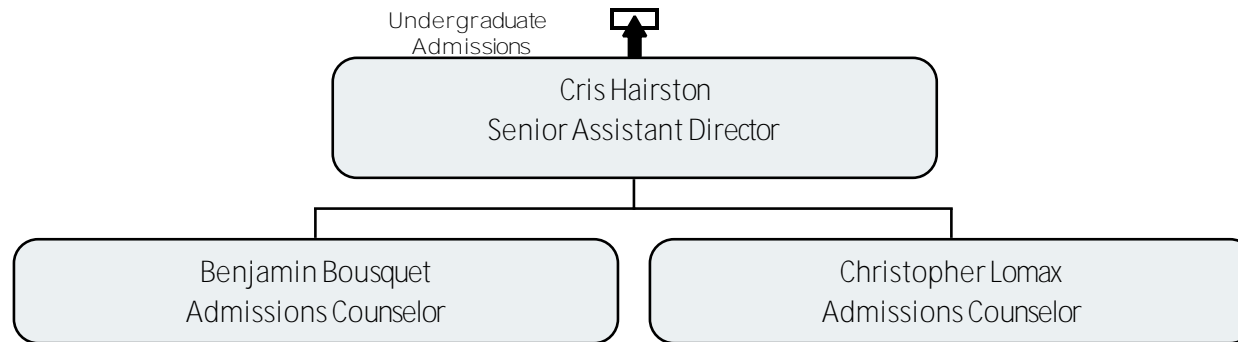 Undergraduate
Admissions
Cris Hairston
Senior Assistant Director
Benjamin Bousquet
Admissions Counselor
Christopher Lomax
Admissions Counselor